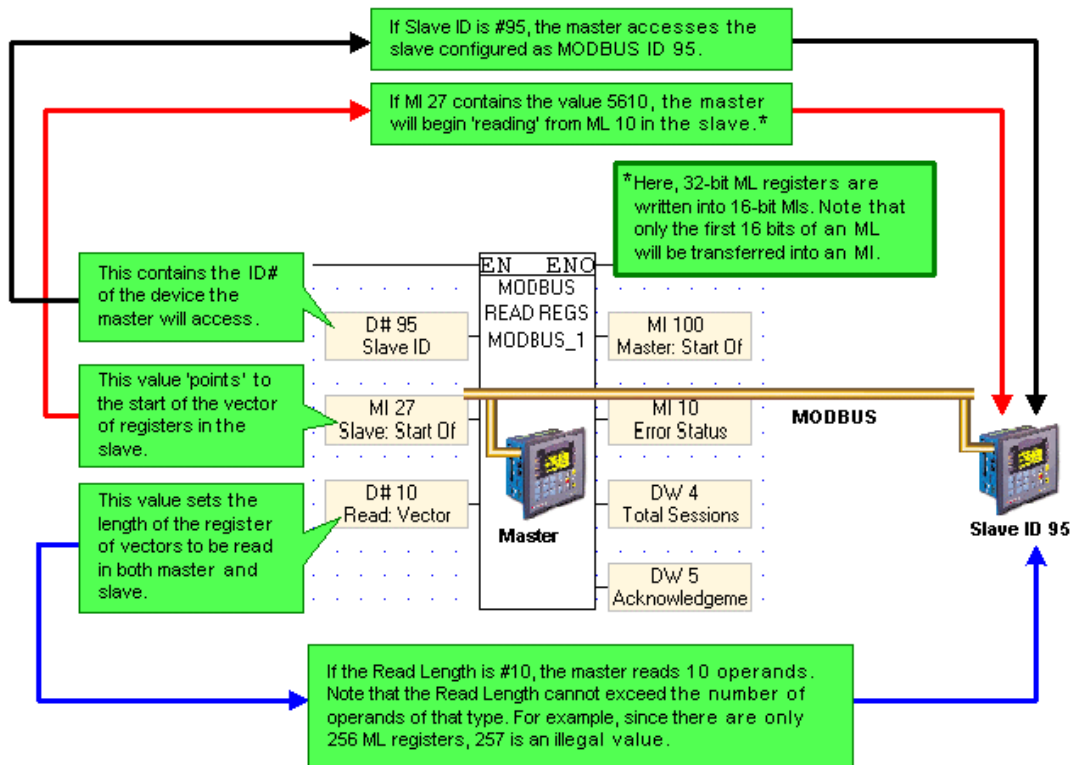 If Slave ID is #95, the master accesses the
slave configured as MODBUS ID 95.
If MI 27 contains the value 5610, the master
will begin 'reading' from ML 10 in the slave.*
*Here, 32-bit ML registers are
written into 16-bit MIs. Note that
only the first 16 bits of an ML
will be transferred into an MI.
This contains the ID#
of the device the
master will access.
EN ENO
MODBUS
READ REGS
MODBUS_1
D# 95
Slave ID
MI 100
Master: Start Of
This value 'points' to
the start of the vector
of registers in the
slave.
MI 27
Slave: Start Of
MI 10
Error Status
MODBUS
This value sets the
length of the register
of vectors to be read
in both master and
slave.
D# 10
Read: Vector
Master
DW 4
Total Sessions
Slave ID 95
DW 5
Acknowledgeme
If the Read Length is #10, the master reads 10 operands.
Note that the Read Length cannot exceed the number of
operands of that type. For example, since there are only
256 ML registers, 257 is an illegal value.